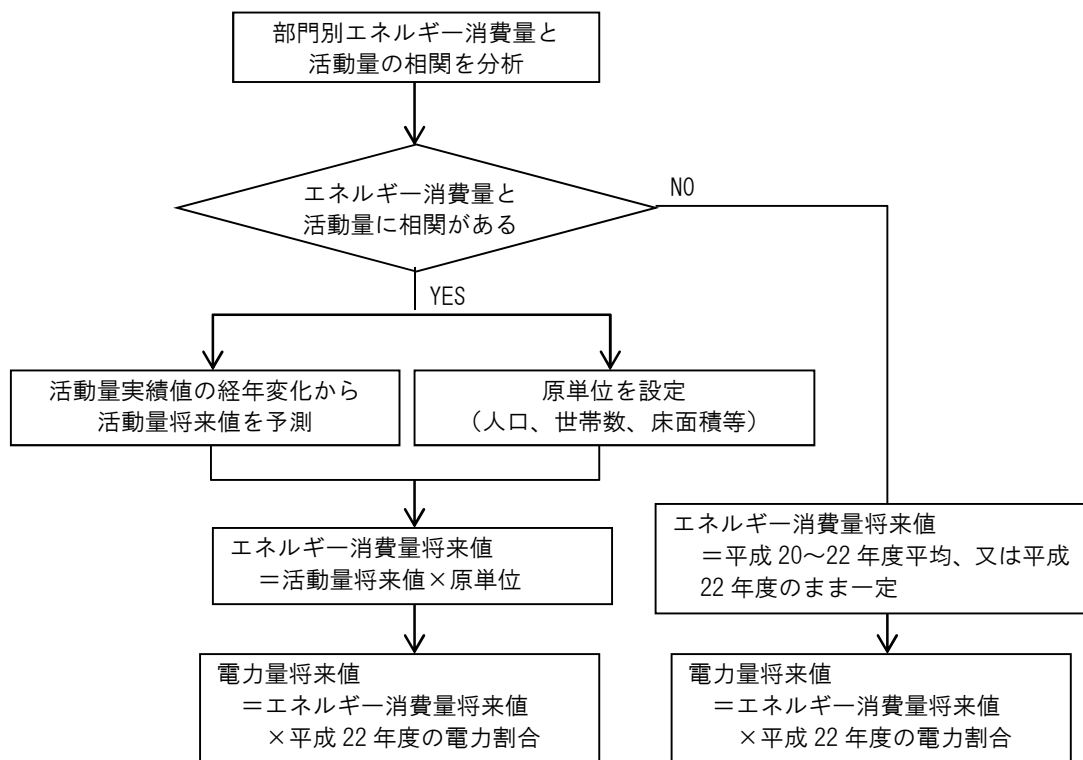 部門別エネルギー消費量と
活動量の相関を分析
エネルギー消費量と
活動量に相関がある
NO
YES
活動量実績値の経年変化から
活動量将来値を予測
原単位を設定
（人口、世帯数、床面積等）
エネルギー消費量将来値
＝活動量将来値×原単位
エネルギー消費量将来値
＝平成 20～22 年度平均、又は平成
22 年度のまま一定
電力量将来値
＝エネルギー消費量将来値
×平成 22 年度の電力割合
電力量将来値
＝エネルギー消費量将来値
×平成 22 年度の電力割合